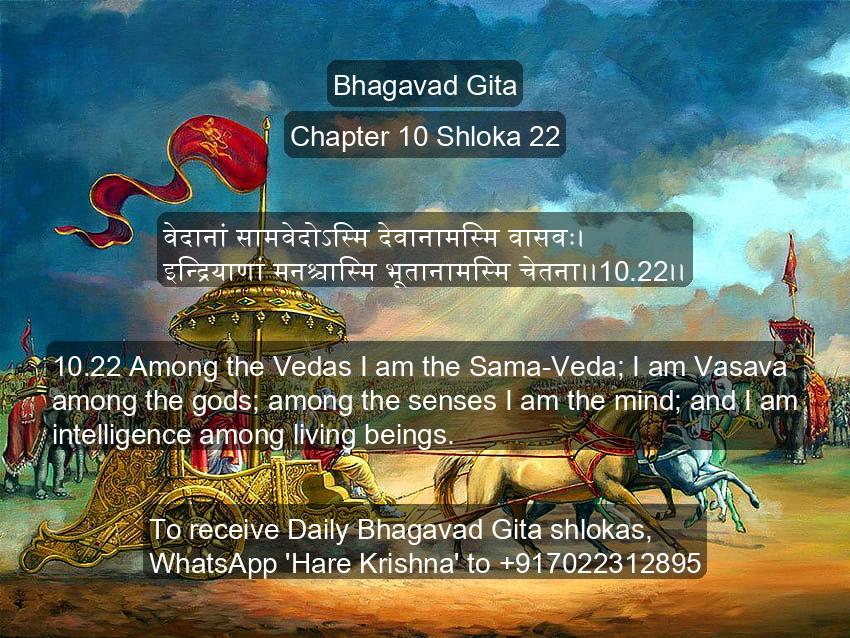 Bhagavad Gita
Chapter 10 Shloka 22
वेदानां सामवेदोऽस्मि देवानामस्मि वासवः।
इन्द्रियाणां मनश्चास्मि भूतानामस्मि चेतना।।10.22।।
10.22 Among the Vedas I am the Sama-Veda; I am Vasava
among the gods; among the senses I am the mind; and I am
intelligence among living beings.
To receive Daily Bhagavad Gita shlokas,
WhatsApp 'Hare Krishna' to +917022312895